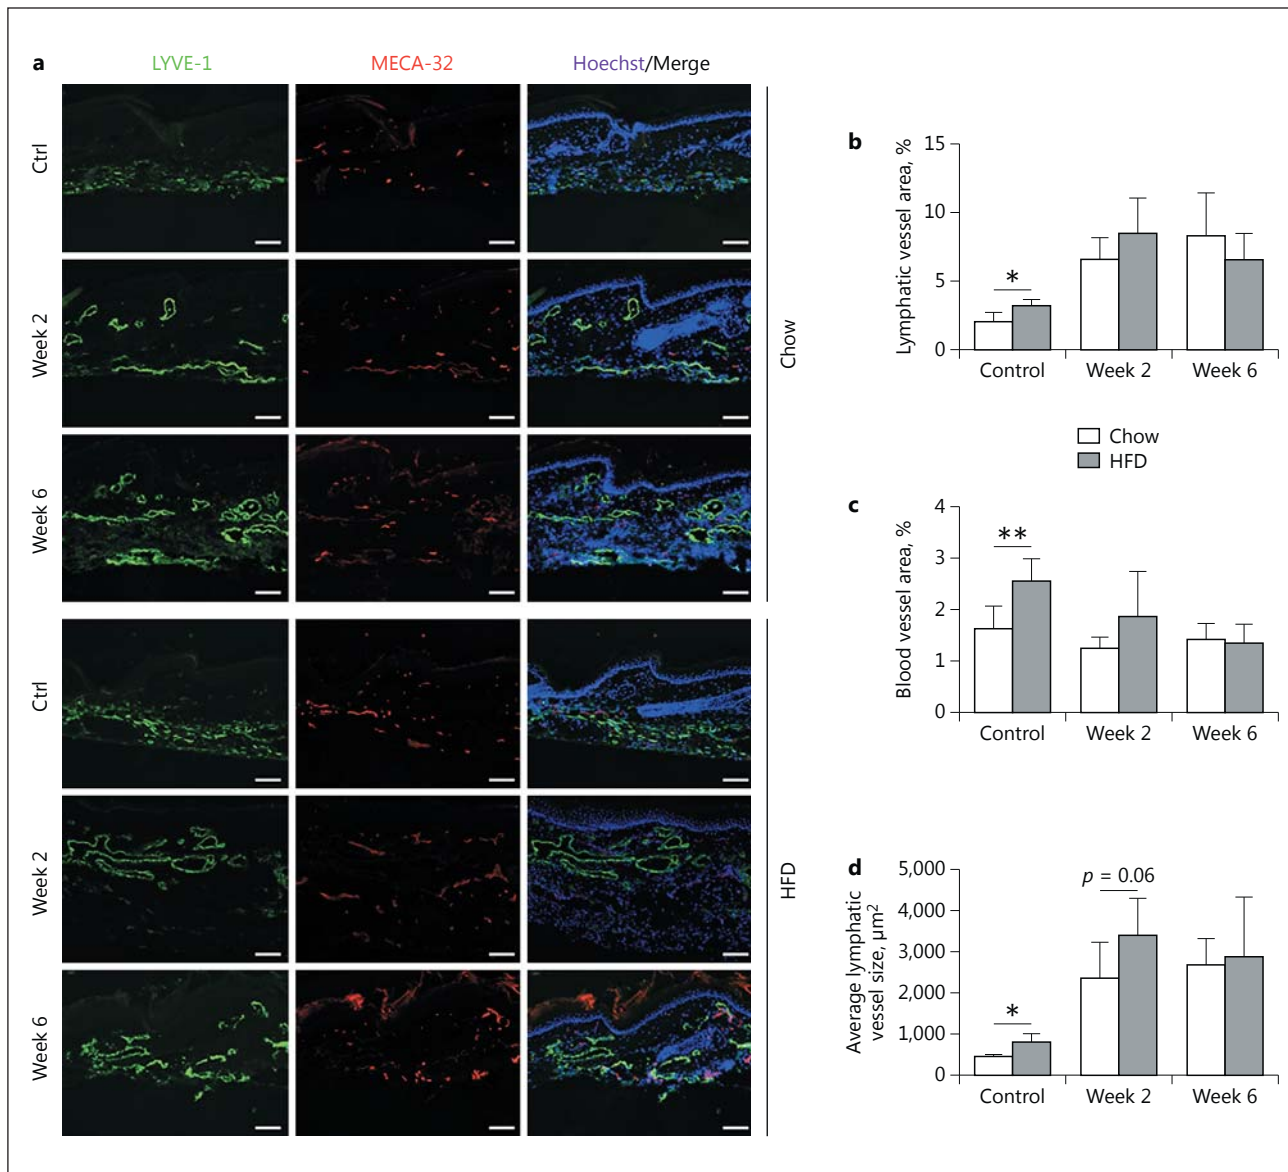 a
LYVE-1 MECA-32 Hoechst/Merge
Ctrl
Week 2
Week 6
Chow
Ctrl
Week 2
Week 6
HFD
b
Lymphatic vessel area, %
15
10
5
0
*
Control Week 2 Week 6
Chow
HFD
c
Blood vessel area, %
4
3
2
1
0
**
Control Week 2 Week 6
d
Average lymphatic
vessel size, µm²
5,000
4,000
3,000
2,000
1,000
0
*
p = 0.06
Control Week 2 Week 6